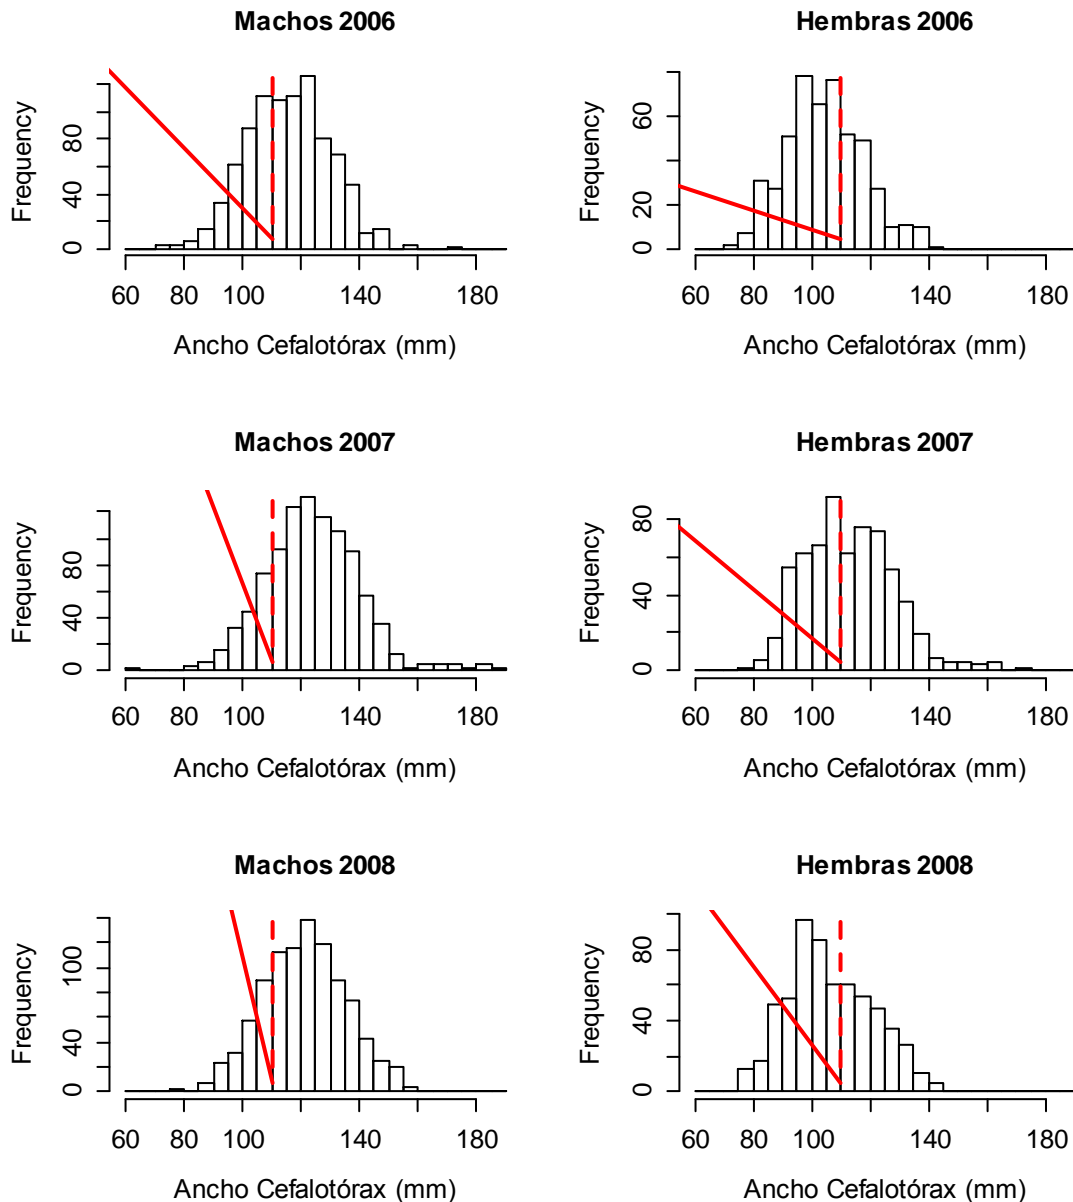 Machos 2006
Frequency
0 40 80
60 80 100 140 180
Ancho Cefalotórax (mm)
Hembras 2006
Frequency
0 20 60
60 80 100 140 180
Ancho Cefalotórax (mm)
Machos 2007
Frequency
0 40 80
60 80 100 140 180
Ancho Cefalotórax (mm)
Hembras 2007
Frequency
0 40 80
60 80 100 140 180
Ancho Cefalotórax (mm)
Machos 2008
Frequency
0 40 100
60 80 100 140 180
Ancho Cefalotórax (mm)
Hembras 2008
Frequency
0 40 80
60 80 100 140 180
Ancho Cefalotórax (mm)